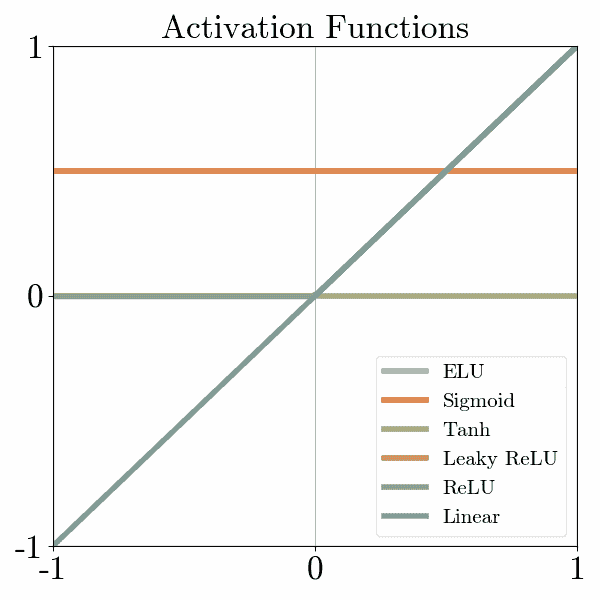 Activation Functions
1
0
-1
-1 0 1
ELU
Sigmoid
Tanh
Leaky ReLU
ReLU
Linear